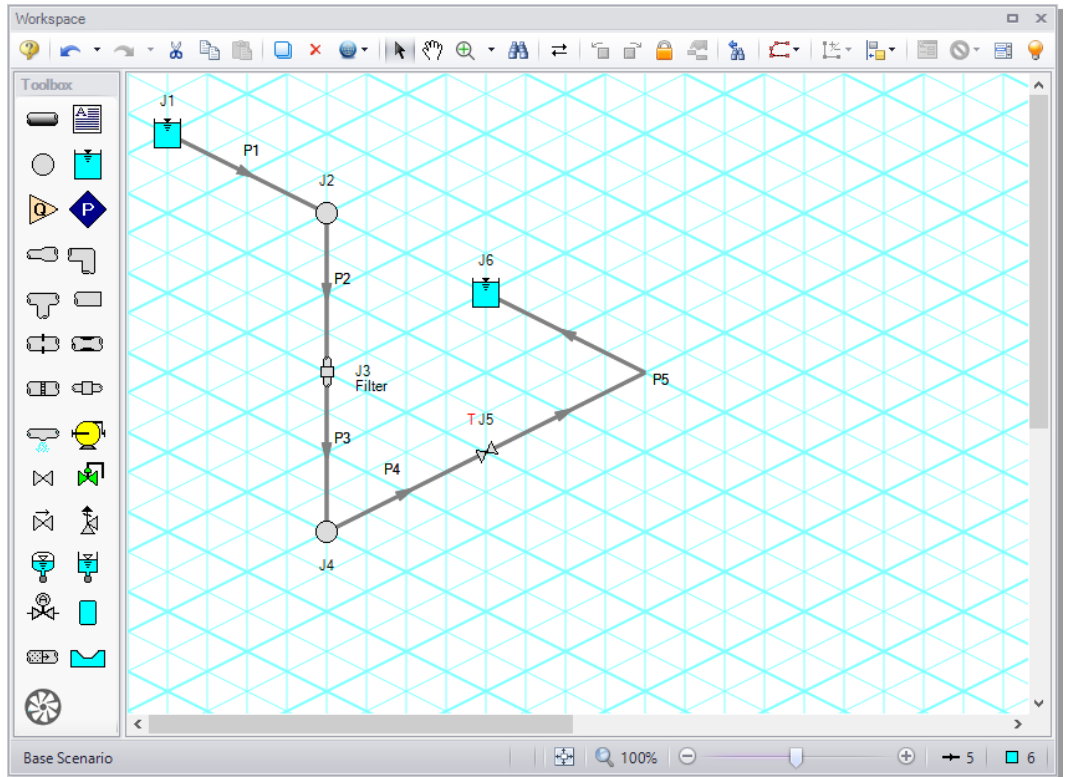 Workspace
Toolbox
A
Q
P
J1
P1
J2
P2
J6
J3
Filter
P5
T J5
P3
P4
J4
A
Base Scenario
100%
5
6